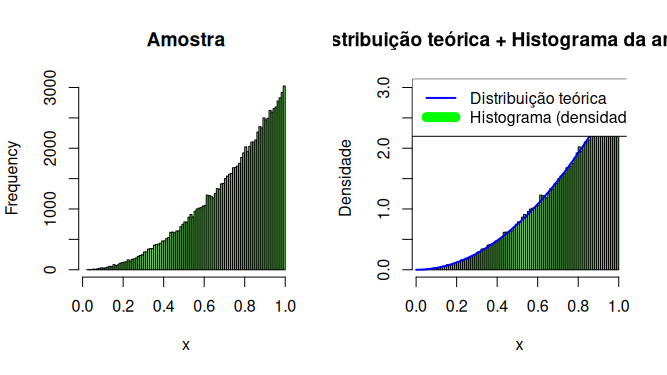 Amostra
Frequency
3000
2000
1000
0
0.0 0.2 0.4 0.6 0.8 1.0
x
stribuição teórica + Histograma da ar
Distribuição teórica
Histograma (densidad
Densidade
3.0
2.0
1.0
0.0
0.0 0.2 0.4 0.6 0.8 1.0
x